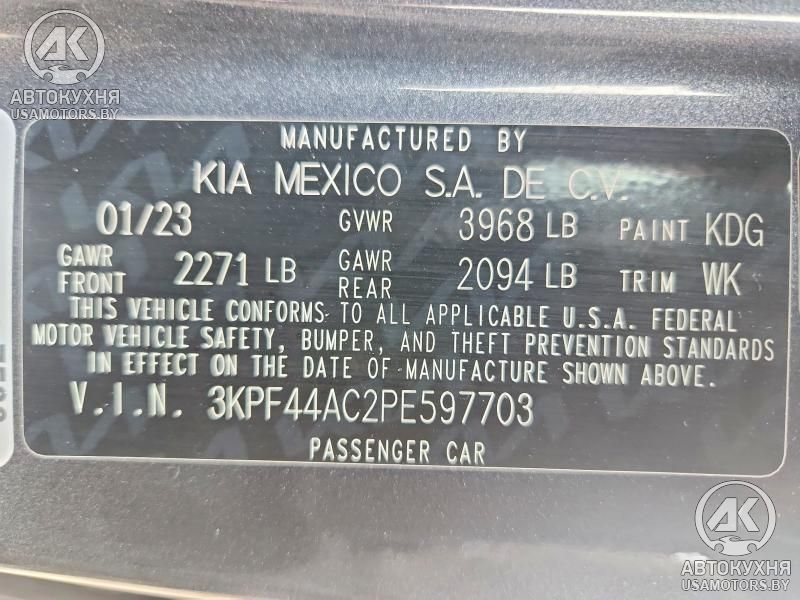 AK
АВТОКУХНЯ
USAMOTORS.BY
MANUFACTURED BY
KIA MEXICO S.A. DE C.V.
01/23 GVWR 3968 LB PAINT KDG
GAWR FRONT 2271 LB GAWR REAR 2094 LB TRIM WK
THIS VEHICLE CONFORMS TO ALL APPLICABLE U.S.A. FEDERAL
MOTOR VEHICLE SAFETY, BUMPER, AND THEFT PREVENTION STANDARDS
IN EFFECT ON THE DATE OF MANUFACTURE SHOWN ABOVE.
V.I.N. 3KPF44AC2PE597703
PASSENGER CAR
AK
АВТОКУХНЯ
USAMOTORS.BY